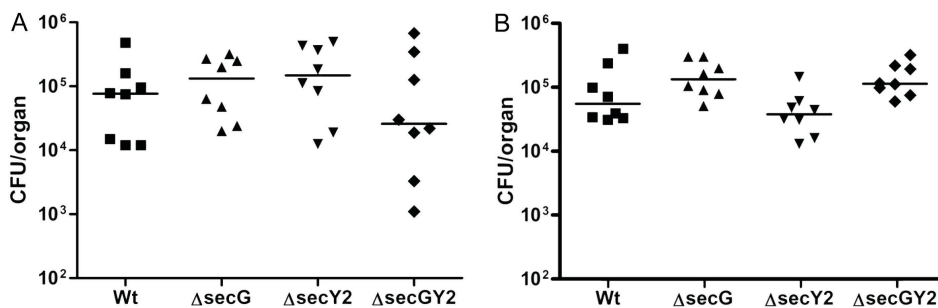 A
CFU/organ
10⁶
10⁵
10⁴
10³
10²
Wt ΔsecG ΔsecY2 ΔsecGY2
B
CFU/organ
10⁶
10⁵
10⁴
10³
10²
Wt ΔsecG ΔsecY2 ΔsecGY2